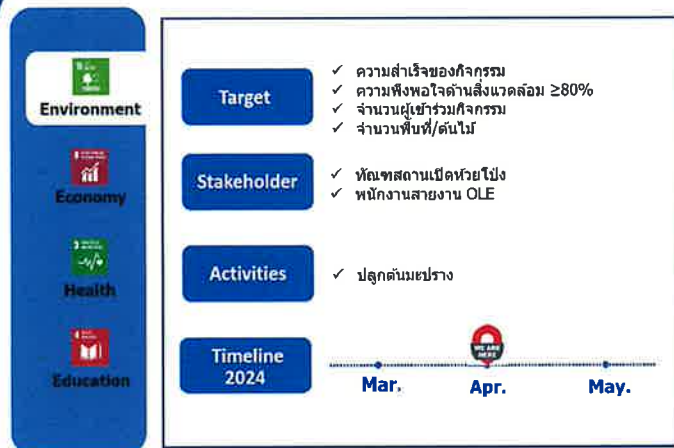 Environment
Economy
Health
Education
Target
✓ ความสำเร็จของกิจกรรม
✓ ความพึงพอใจด้านสิ่งแวดล้อม ≥80%
✓ จำนวนผู้เข้าร่วมกิจกรรม
✓ จำนวนพื้นที่/ต้นไม้
Stakeholder
✓ ทัณฑสถานเปิดห้วยโป่ง
✓ พนักงานสายงาน OLE
Activities
✓ ปลูกต้นมะปราง
Timeline
2024
WE ARE
HERE
Mar.
Apr.
May.